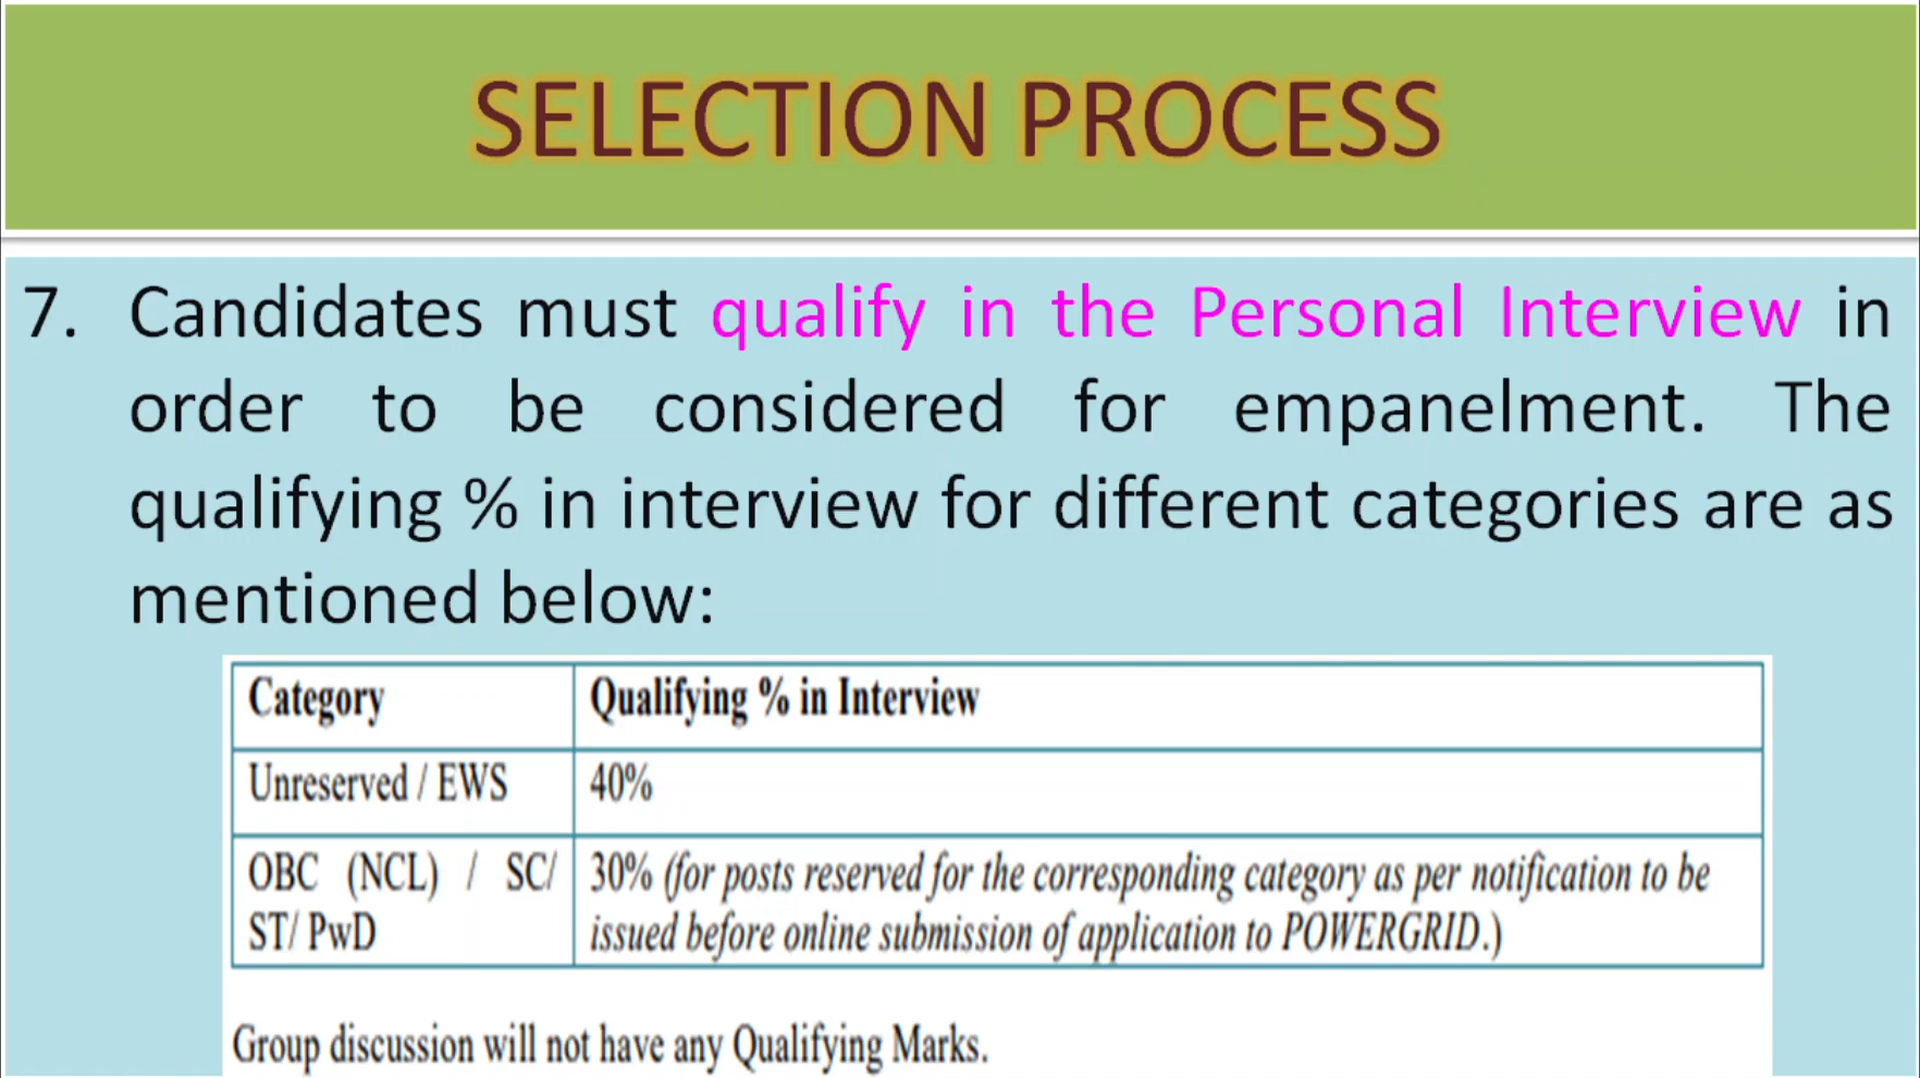 SELECTION PROCESS
7. Candidates must qualify in the Personal Interview in
order to be considered for empanelment. The
qualifying % in interview for different categories are as
mentioned below:
Category Qualifying % in Interview
Unreserved / EWS 40%
OBC (NCL) / SC/ 30% (for posts reserved for the corresponding category as per notification to be
ST/ PwD issued before online submission of application to POWERGRID.)
Group discussion will not have any Qualifying Marks.